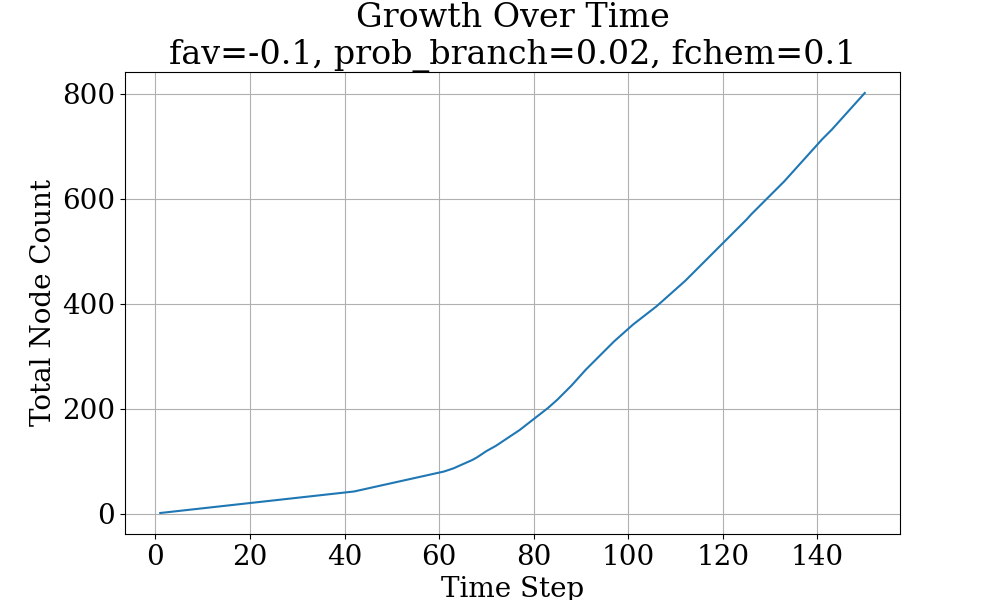 Growth Over Time
fav=-0.1, prob_branch=0.02, fchem=0.1
Total Node Count
800
600
400
200
0
0 20 40 60 80 100 120 140
Time Step